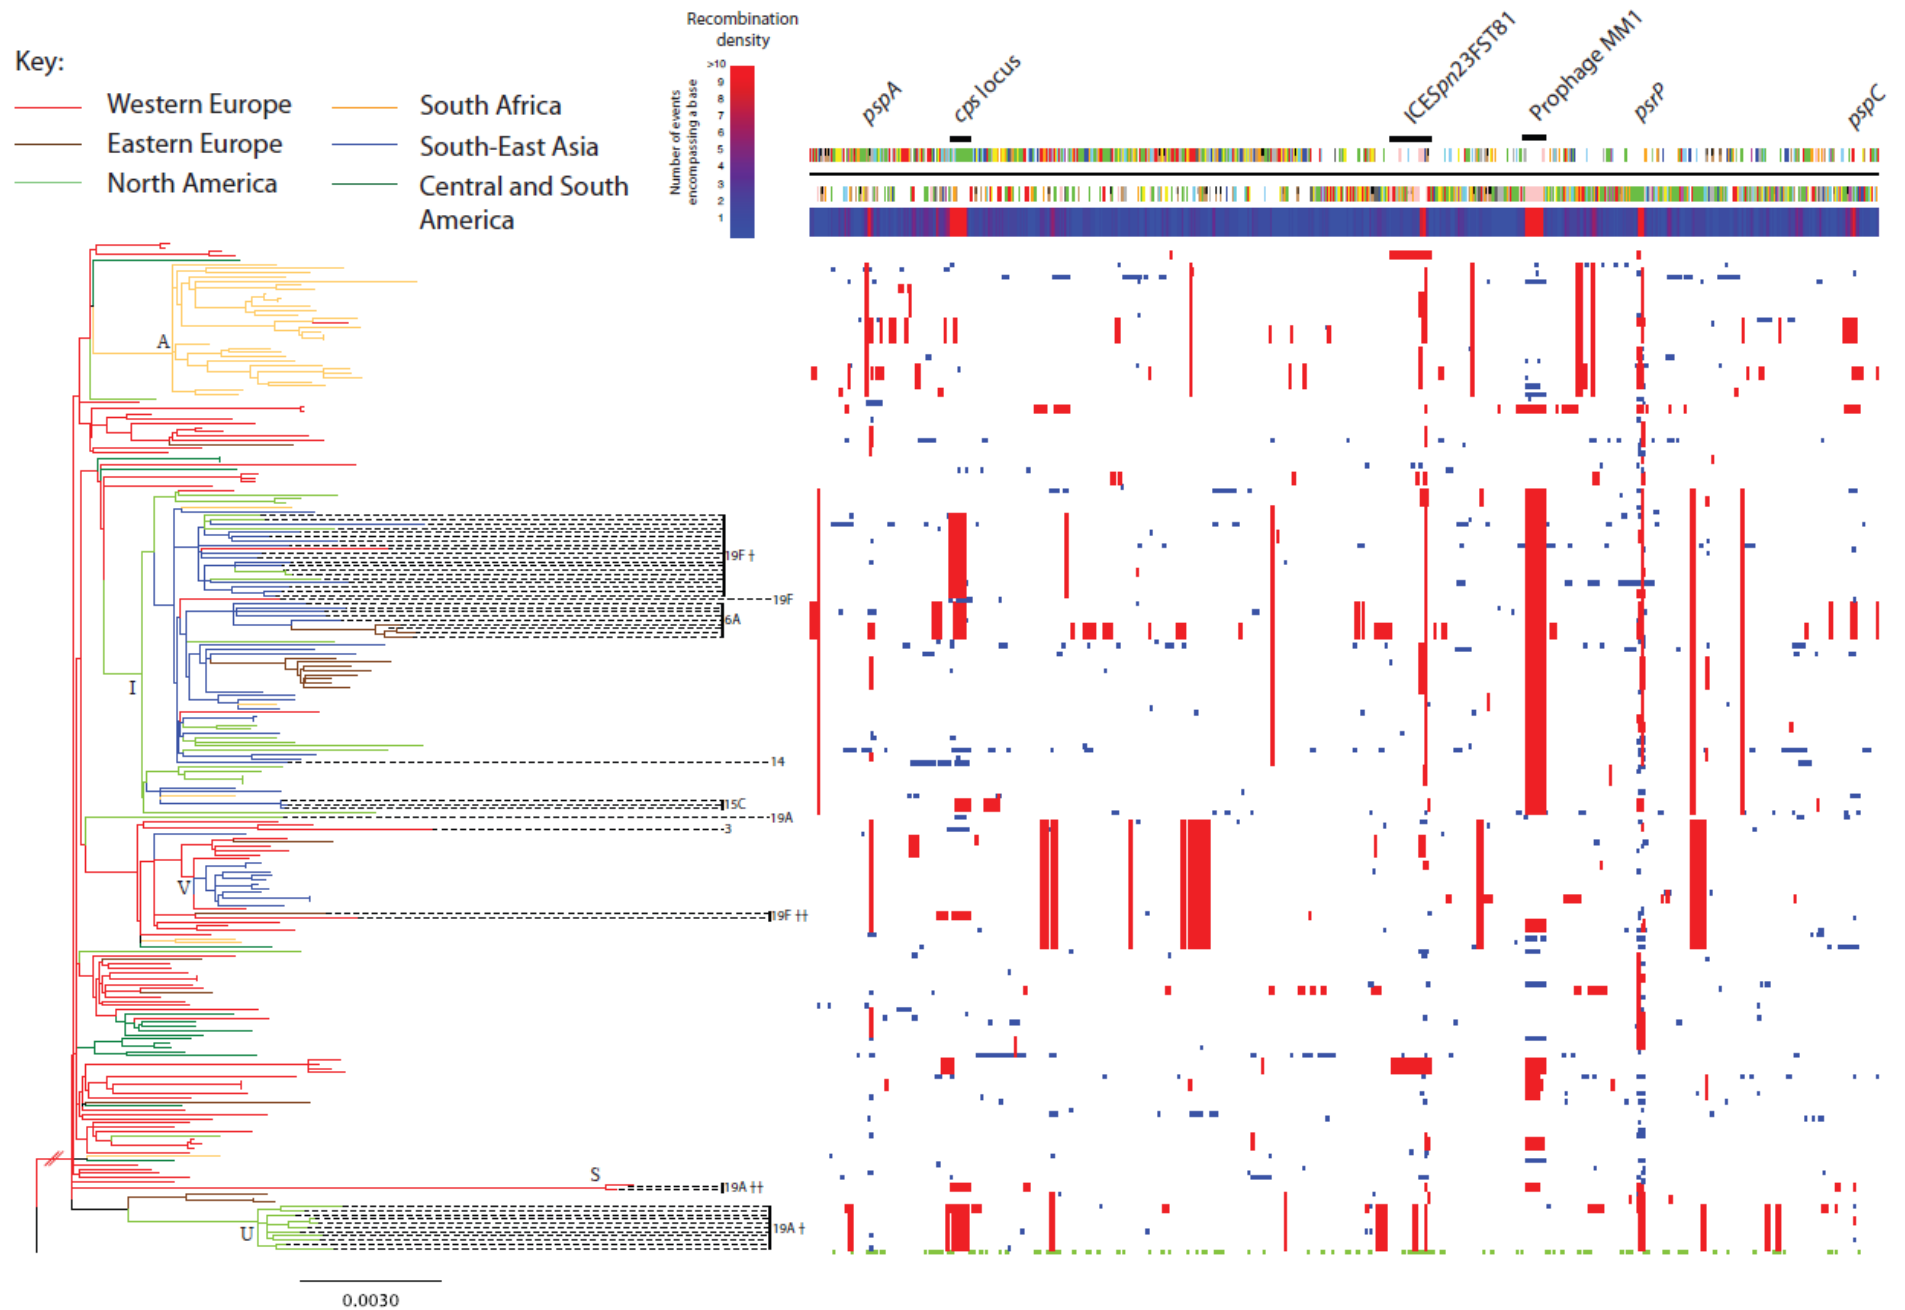 Key:
Western Europe
Eastern Europe
North America
South Africa
South-East Asia
Central and South
America
Recombination
density
Number of events
encompassing a base
>10
9
8
7
6
5
4
3
2
1
pspA
cps locus
ICESpn23FST81
Prophage MM1
psrP
pspC
A
19F †
19F
6A
I
14
15C
19A
3
V
19F ††
S
19A ††
U
19A †
0.0030